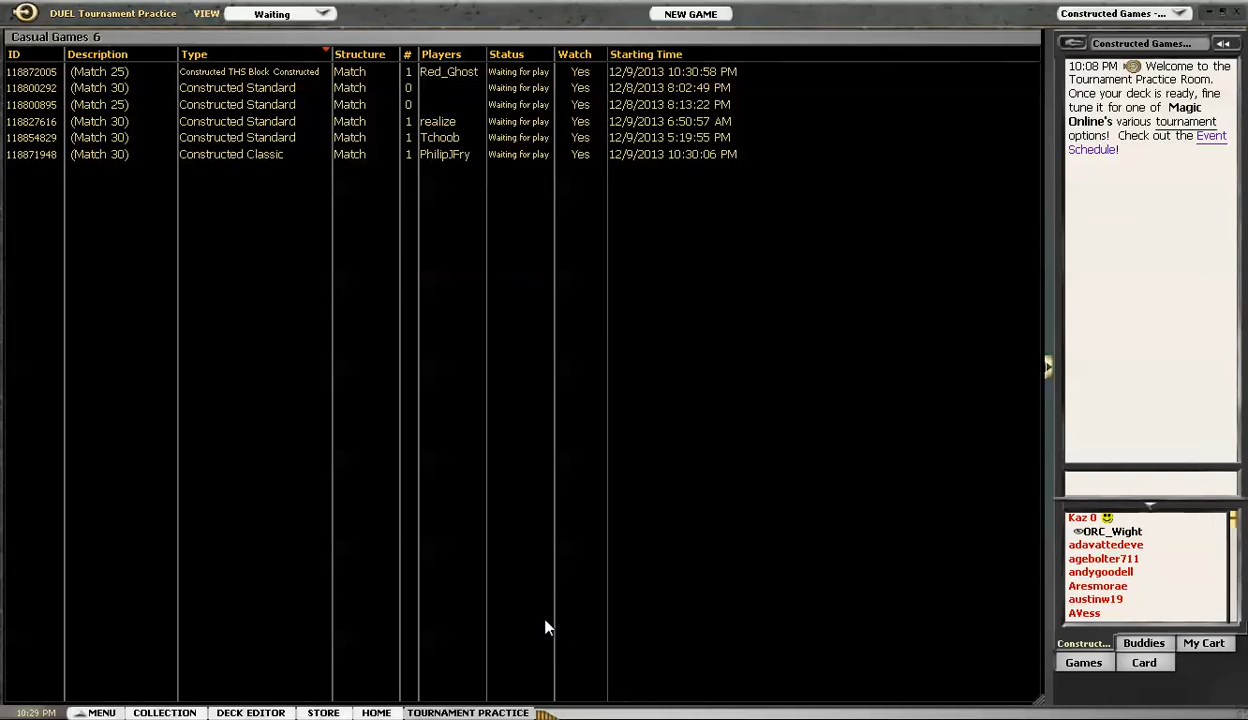 DUEL Tournament Practice VIEW Waiting NEW GAME Constructed Games -...
Casual Games 6
ID Description Type Structure # Players Status Watch Starting Time
118872005 (Match 25) Constructed THS Block Constructed Match 1 Red_Ghost Waiting for play Yes 12/9/2013 10:30:58 PM
118800292 (Match 30) Constructed Standard Match 0 Waiting for play Yes 12/8/2013 8:02:49 PM
118800895 (Match 25) Constructed Standard Match 0 Waiting for play Yes 12/8/2013 8:13:22 PM
118827616 (Match 30) Constructed Standard Match 1 realize Waiting for play Yes 12/9/2013 6:50:57 AM
118854829 (Match 30) Constructed Standard Match 1 Tchoob Waiting for play Yes 12/9/2013 5:19:55 PM
118871948 (Match 30) Constructed Classic Match 1 PhilipJFry Waiting for play Yes 12/9/2013 10:30:06 PM
Constructed Games...
10:08 PM Welcome to the
Tournament Practice Room.
Once your deck is ready, fine
tune it for one of Magic
Online's various tournament
options! Check out the Event
Schedule!
Kaz 0
ORC_Wight
adavattedeve
agebolter711
andygoodell
Aresmorae
austinw19
AVess
Construct... Buddies My Cart
Games Card
10:29 PM MENU COLLECTION DECK EDITOR STORE HOME TOURNAMENT PRACTICE